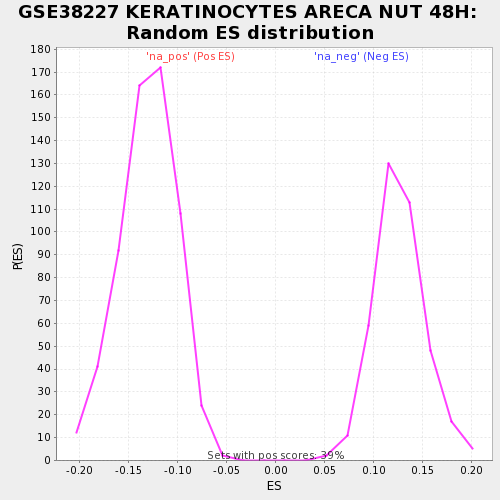 GSE38227 KERATINOCYTES ARECA NUT 48H:
Random ES distribution
'na_pos' (Pos ES)
'na_neg' (Neg ES)
180
170
160
150
140
130
120
110
100
90
80
70
60
50
40
30
20
10
0
P(ES)
Sets with pos scores: 39%
-0.20 -0.15 -0.10 -0.05 0.00 0.05 0.10 0.15 0.20
ES